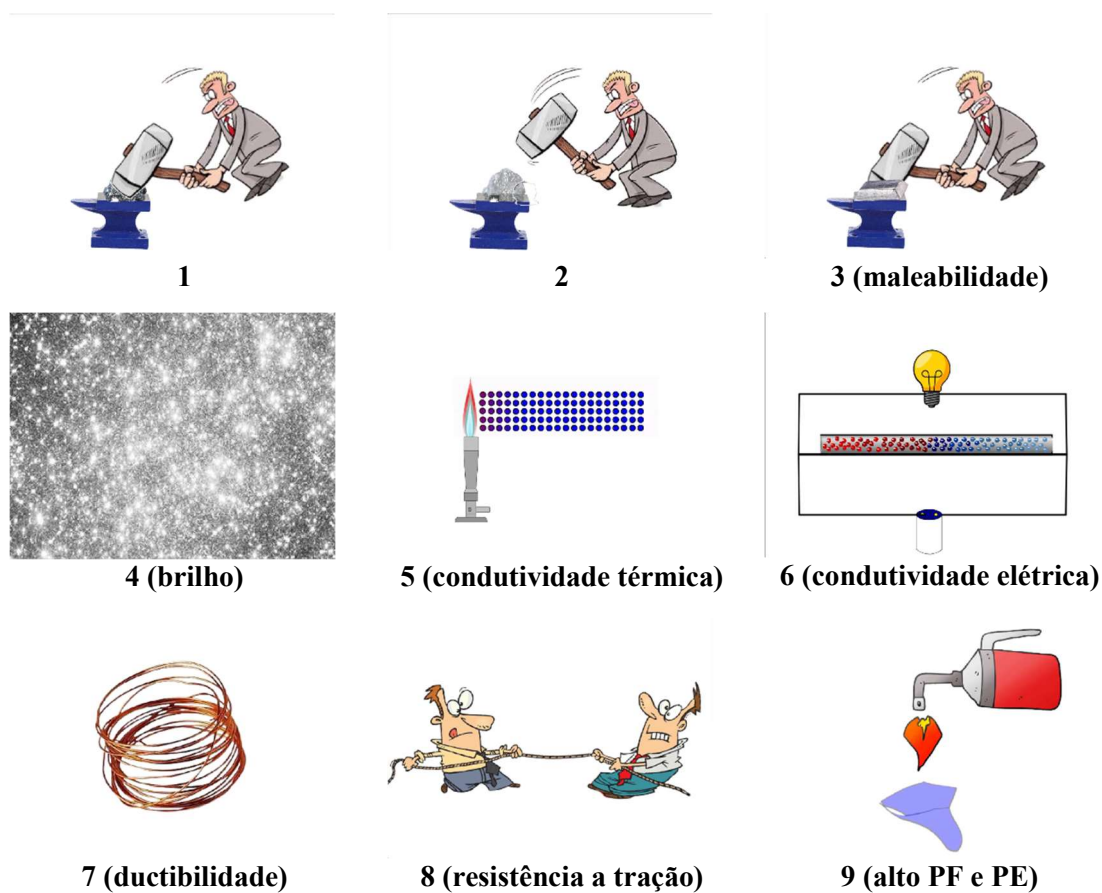 1
2
3 (maleabilidade)
4 (brilho)
5 (condutividade térmica)
6 (condutividade elétrica)
7 (ductibilidade)
8 (resistência a tração)
9 (alto PF e PE)